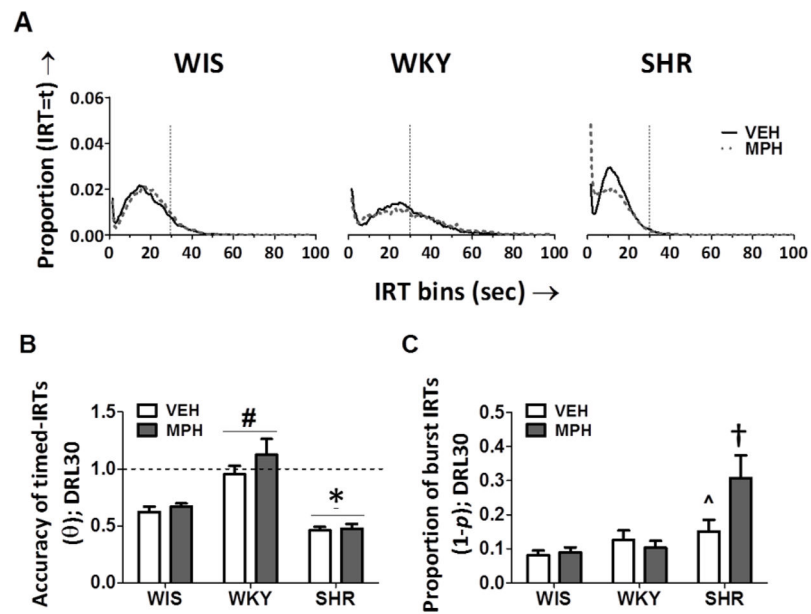 A
WIS WKY SHR
Proportion (IRT=t) →
0.06
0.04
0.02
0.00
VEH
MPH
0 20 40 60 80 100 0 20 40 60 80 100 0 20 40 60 80 100
IRT bins (sec) →
B
Accuracy of timed-IRTs
(θ); DRL30
1.5
1.0
0.5
0.0
VEH
MPH
#
*
WIS WKY SHR
C
Proportion of burst IRTs
(1-p); DRL30
0.5
0.4
0.3
0.2
0.1
0.0
VEH
MPH
^
†
WIS WKY SHR